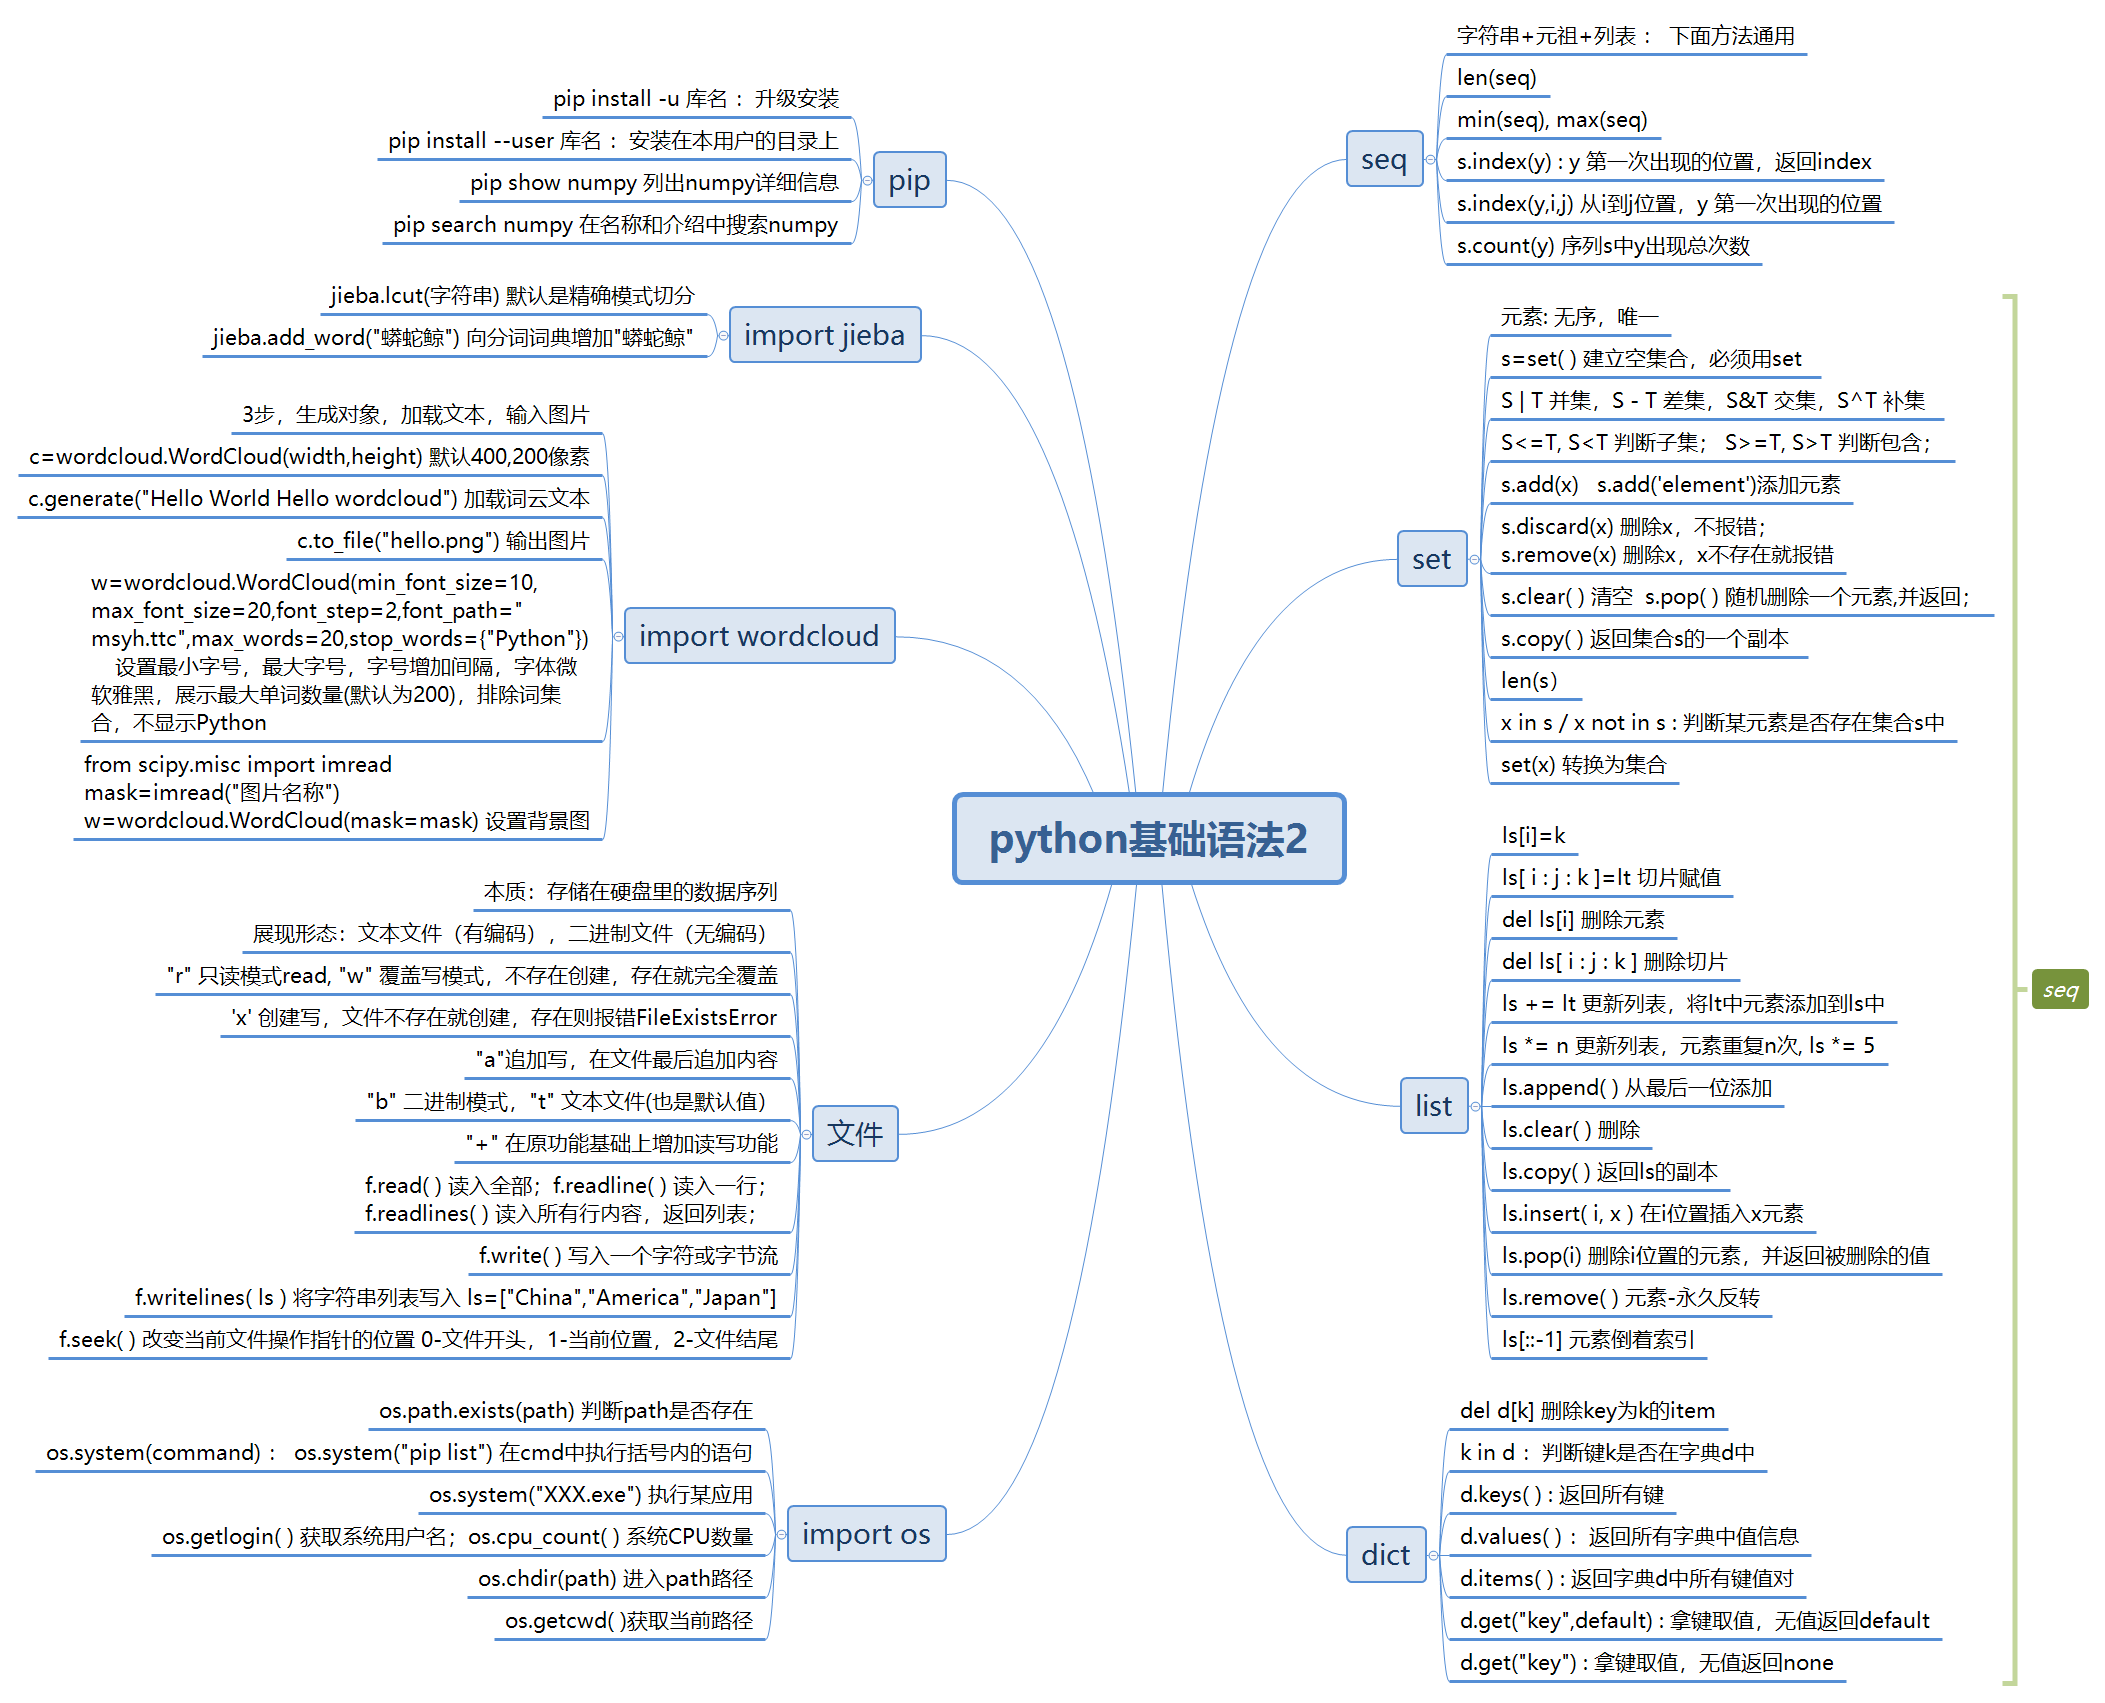 python基础语法2
pip
pip install -u 库名： 升级安装
pip install --user 库名： 安装在本用户的目录上
pip show numpy 列出numpy详细信息
pip search numpy 在名称和介绍中搜索numpy
import jieba
jieba.lcut(字符串) 默认是精确模式切分
jieba.add_word("蟒蛇鲸") 向分词词典增加"蟒蛇鲸"
import wordcloud
3步，生成对象，加载文本，输入图片
c=wordcloud.WordCloud(width,height) 默认400,200像素
c.generate("Hello World Hello wordcloud") 加载词云文本
c.to_file("hello.png") 输出图片
w=wordcloud.WordCloud(min_font_size=10,
max_font_size=20,font_step=2,font_path="
msyh.ttc",max_words=20,stop_words={"Python"})
设置最小字号，最大字号，字号增加间隔，字体微
软雅黑，展示最大单词数量(默认为200)，排除词集
合，不显示Python
from scipy.misc import imread
mask=imread("图片名称")
w=wordcloud.WordCloud(mask=mask) 设置背景图
文件
本质：存储在硬盘里的数据序列
展现形态：文本文件（有编码），二进制文件（无编码）
"r" 只读模式read, "w" 覆盖写模式，不存在创建，存在就完全覆盖
'x' 创建写，文件不存在就创建，存在则报错FileExistsError
"a"追加写，在文件最后追加内容
"b" 二进制模式，"t" 文本文件(也是默认值）
"+" 在原功能基础上增加读写功能
f.read( ) 读入全部；f.readline( ) 读入一行；
f.readlines( ) 读入所有行内容，返回列表；
f.write( ) 写入一个字符或字节流
f.writelines( ls ) 将字符串列表写入 ls=["China","America","Japan"]
f.seek( ) 改变当前文件操作指针的位置 0-文件开头，1-当前位置，2-文件结尾
import os
os.path.exists(path) 判断path是否存在
os.system(command)： os.system("pip list") 在cmd中执行括号内的语句
os.system("XXX.exe") 执行某应用
os.getlogin( ) 获取系统用户名；os.cpu_count( ) 系统CPU数量
os.chdir(path) 进入path路径
os.getcwd( )获取当前路径
seq
字符串+元祖+列表： 下面方法通用
len(seq)
min(seq), max(seq)
s.index(y) : y 第一次出现的位置，返回index
s.index(y,i,j) 从i到j位置，y 第一次出现的位置
s.count(y) 序列s中y出现总次数
set
元素: 无序，唯一
s=set( ) 建立空集合，必须用set
S | T 并集，S - T 差集，S&T 交集，S^T 补集
S<=T, S<T 判断子集； S>=T, S>T 判断包含；
s.add(x)   s.add('element')添加元素
s.discard(x) 删除x，不报错；
s.remove(x) 删除x，x不存在就报错
s.clear( ) 清空  s.pop( ) 随机删除一个元素,并返回；
s.copy( ) 返回集合s的一个副本
len(s）
x in s / x not in s : 判断某元素是否存在集合s中
set(x) 转换为集合
list
ls[i]=k
ls[ i : j : k ]=lt 切片赋值
del ls[i] 删除元素
del ls[ i : j : k ] 删除切片
ls += lt 更新列表，将lt中元素添加到ls中
ls *= n 更新列表，元素重复n次, ls *= 5
ls.append( ) 从最后一位添加
ls.clear( ) 删除
ls.copy( ) 返回ls的副本
ls.insert( i, x ) 在i位置插入x元素
ls.pop(i) 删除i位置的元素，并返回被删除的值
ls.remove( ) 元素-永久反转
ls[::-1] 元素倒着索引
dict
del d[k] 删除key为k的item
k in d： 判断键k是否在字典d中
d.keys( ) : 返回所有键
d.values( )： 返回所有字典中值信息
d.items( ) : 返回字典d中所有键值对
d.get("key",default) : 拿键取值，无值返回default
d.get("key") : 拿键取值，无值返回none
seq